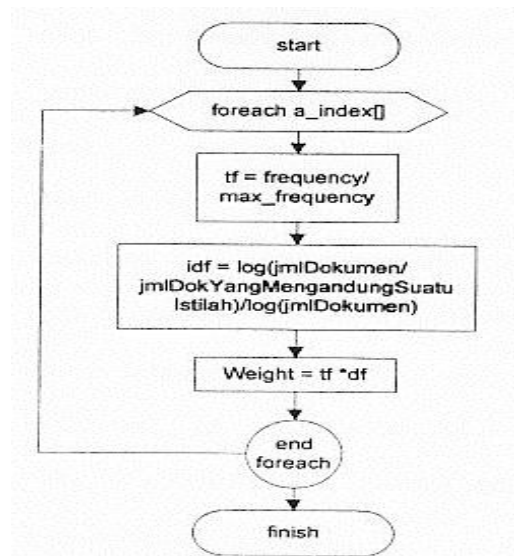 start
foreach a_index[]
tf = frequency/
max_frequency
idf = log(jmlDokumen/
jmlDokYangMengandungSuatu
Istilah)/log(jmlDokumen)
Weight = tf *df
end
foreach
finish